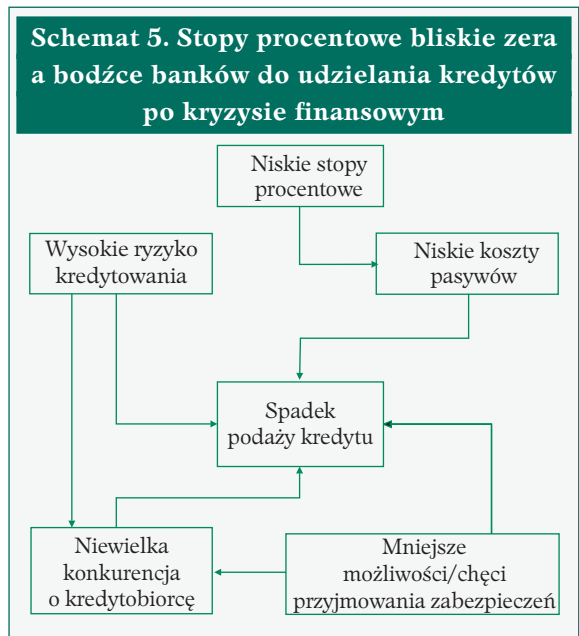 Schemat 5. Stopy procentowe bliskie zera
a bodźce banków do udzielania kredytów
po kryzysie finansowym
Niskie stopy
procentowe
Wysokie ryzyko
kredytowania
Niskie koszty
pasywów
Spadek
podaży kredytu
Niewielka
konkurencja
o kredytobiorcę
Mniejsze
możliwości/chęci
przyjmowania zabezpieczeń